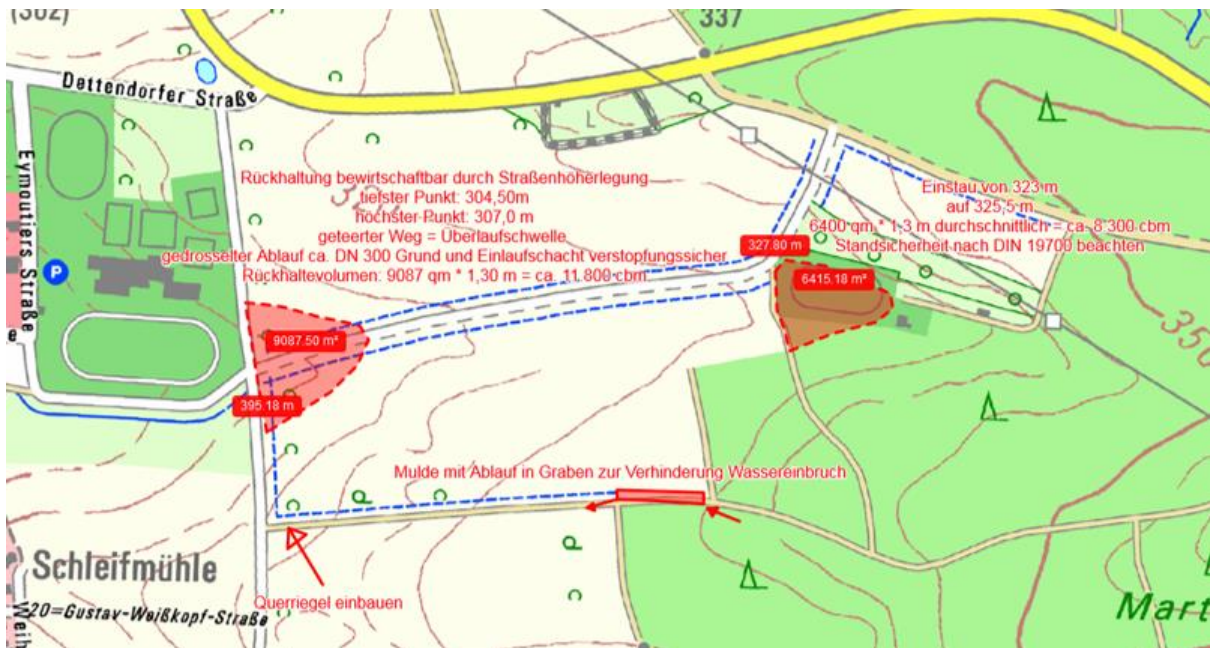 (302)
337
Dettendorfer Straße
Eymoutiers Straße
P
L
Rückhaltung bewirtschaftbar durch Straßenhöherlegung
tiefster Punkt: 304,50m
höchster Punkt: 307,0 m
geteerter Weg = Überlaufschwelle
gedrosselter Ablauf ca. DN 300 Grund und Einlaufschacht verstopfungssicher
Rückhaltevolumen: 9087 qm * 1,30 m = ca. 11.800 cbm
Einstau von 323 m
auf 325,5 m
6400 qm * 1,3 m durchschnittlich = ca. 8'300 cbm
Standsicherheit nach DIN 19700 beachten
327.80 m
6415.18 m²
9087.50 m²
395.18 m
350
Mulde mit Ablauf in Graben zur Verhinderung Wassereinbruch
Schleifmühle
Querriegel einbauen
20=Gustav-Weißkopf-Straße
Weih
Mart